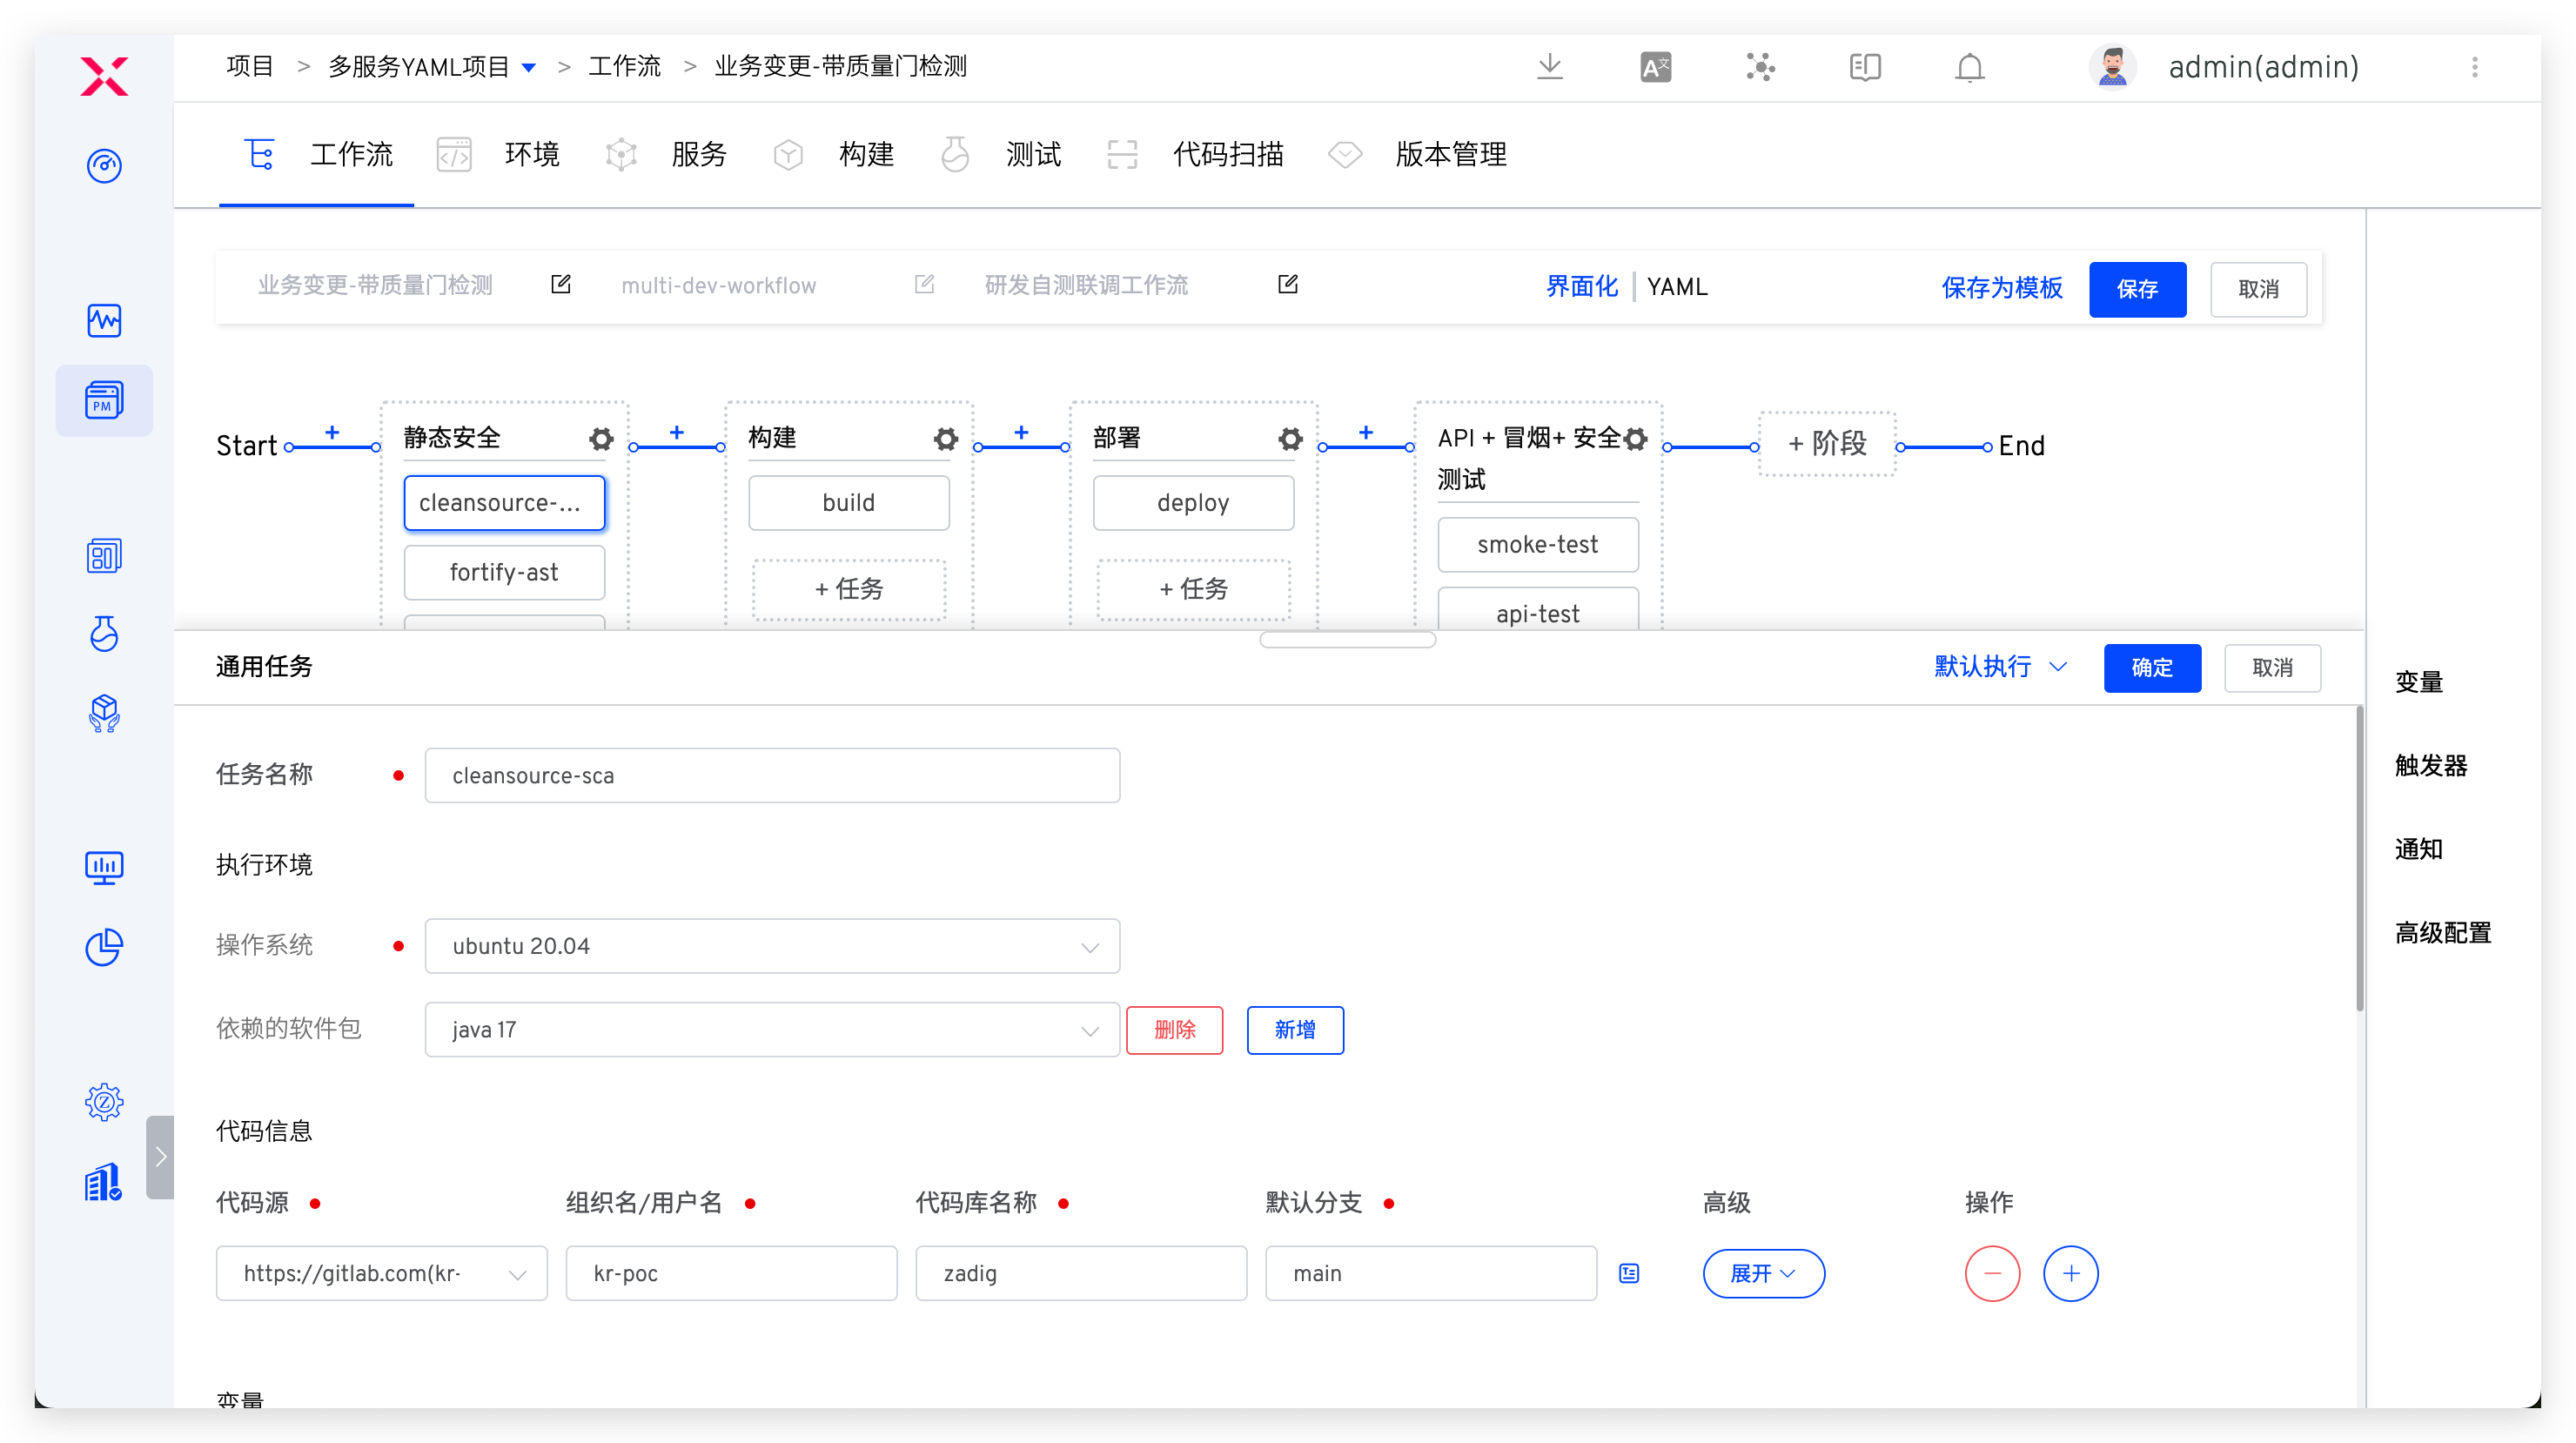 项目 > 多服务YAML项目 > 工作流 > 业务变更-带质量门检测
admin(admin)
工作流 环境 服务 构建 测试 代码扫描 版本管理
业务变更-带质量门检测 multi-dev-workflow 研发自测联调工作流 界面化 YAML 保存为模板 保存 取消
PM
Start 静态安全 构建 部署 API + 冒烟+ 安全 + 阶段 End
测试
cleansource-... build deploy
smoke-test
fortify-ast + 任务 + 任务
api-test
通用任务 默认执行 确定 取消
变量
触发器
通知
高级配置
任务名称 cleansource-sca
执行环境
操作系统 ubuntu 20.04
依赖的软件包 java 17 删除 新增
代码信息
代码源 组织名/用户名 代码库名称 默认分支 高级 操作
https://gitlab.com(kr- kr-poc zadig main 展开
变量